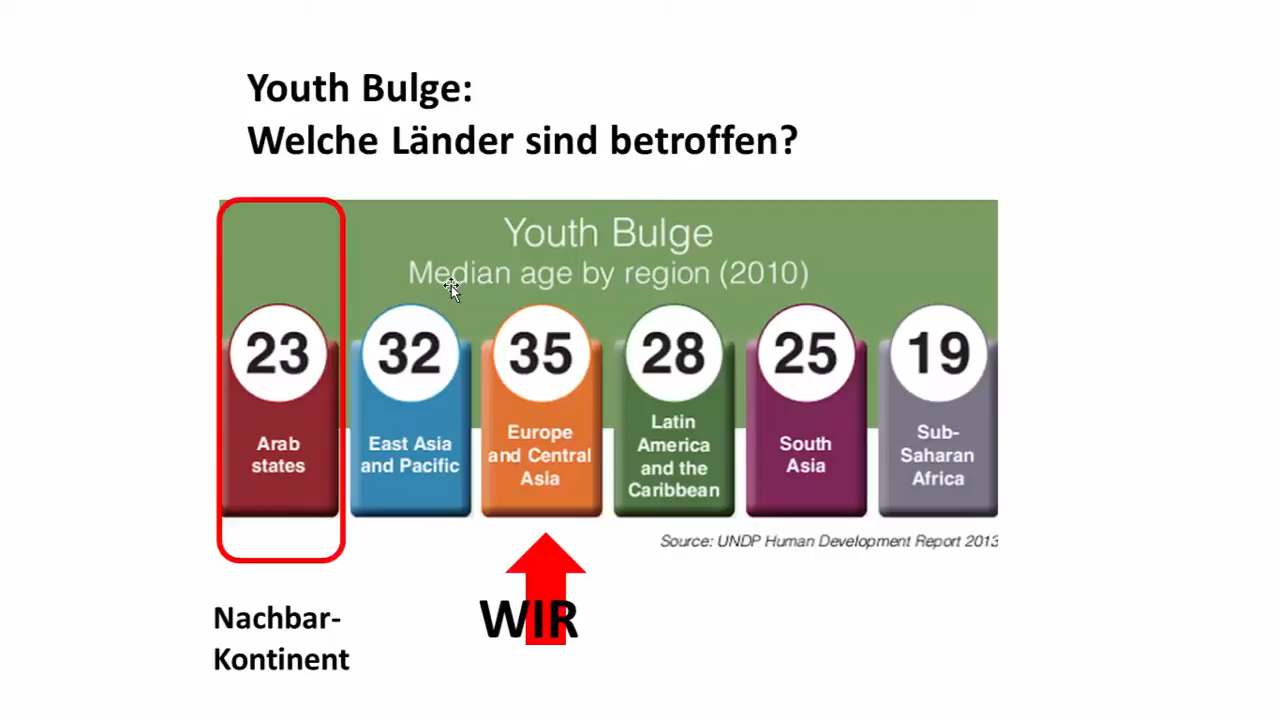 Youth Bulge:
Welche Länder sind betroffen?
Youth Bulge
Median age by region (2010)
23
32
35
28
25
19
Arab
states
East Asia
and Pacific
Europe
and Central
Asia
Latin
America
and the
Caribbean
South
Asia
Sub-
Saharan
Africa
Source: UNDP Human Development Report 2013
WIR
Nachbar-
Kontinent